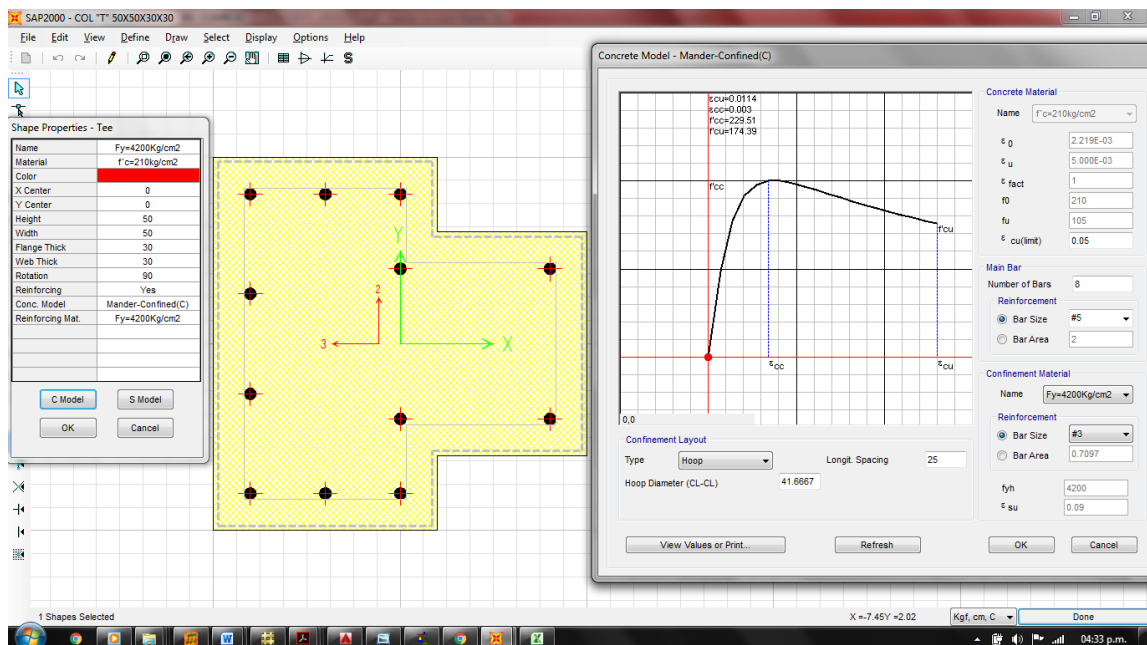 SAP2000 - COL "T" 50X50X30X30
File Edit View Define Draw Select Display Options Help
Shape Properties - Tee
Name Fy=4200Kg/cm2
Material f´c=210kg/cm2
Color
X Center 0
Y Center 0
Height 50
Width 50
Flange Thick 30
Web Thick 30
Rotation 90
Reinforcing Yes
Conc. Model Mander-Confined(C)
Reinforcing Mat. Fy=4200Kg/cm2
C Model S Model
OK Cancel
Y
2
3
X
Concrete Model - Mander-Confined(C)
εcu=0.0114
εcc=0.003
f'cc=229.51
f'cu=174.39
f'cc
f'cu
εcc
εcu
0,0
Confinement Layout
Type Hoop Longit. Spacing 25
Hoop Diameter (CL-CL) 41.6667
View Values or Print... Refresh
Concrete Material
Name f´c=210kg/cm2
ε 0 2.219E-03
ε u 5.000E-03
ε fact 1
f0 210
fu 105
ε cu(limit) 0.05
Main Bar
Number of Bars 8
Reinforcement
Bar Size #5
Bar Area 2
Confinement Material
Name Fy=4200Kg/cm2
Reinforcement
Bar Size #3
Bar Area 0.7097
fyh 4200
ε su 0.09
OK Cancel
1 Shapes Selected X =-7.45Y =2.02 Kgf, cm, C Done
04:33 p.m.